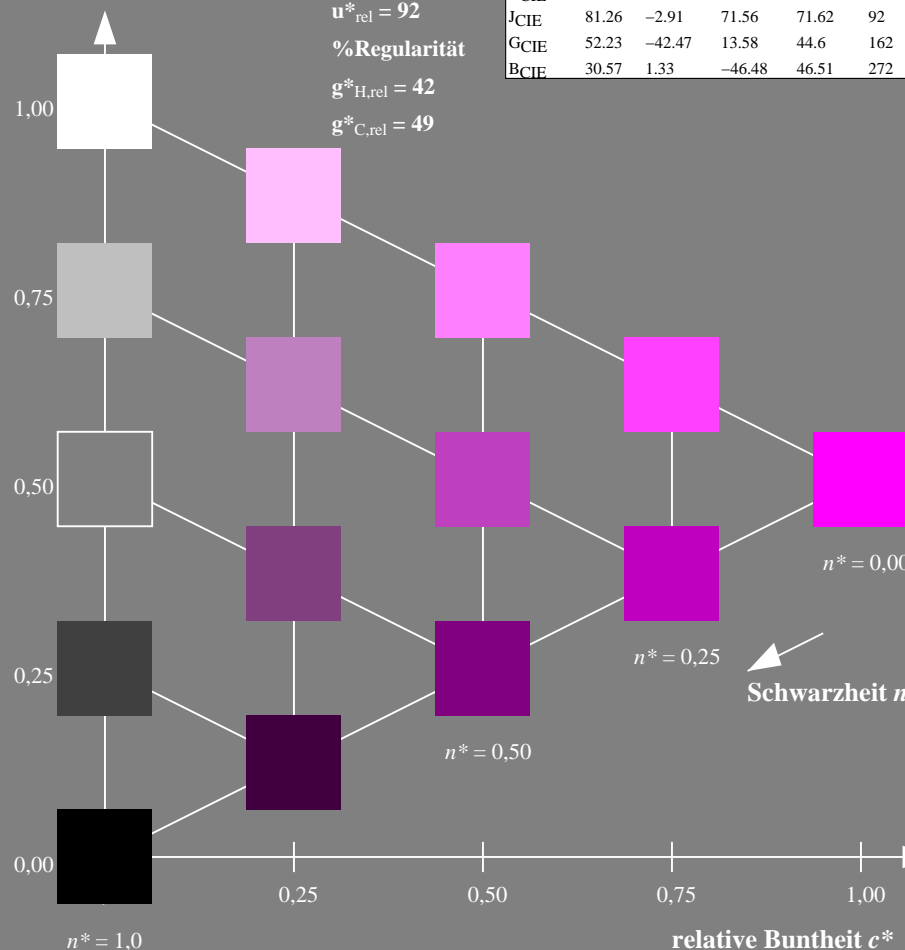 u*rel = 92
%Regularität
g*H,rel = 42
g*C,rel = 49
JCIE 81.26 −2.91 71.56 71.62 92
GCIE 52.23 −42.47 13.58 44.6 162
BCIE 30.57 1.33 −46.48 46.51 272
1,00
0,75
0,50
0,25
0,00
n* = 0,00
n* = 0,25
Schwarzheit n
n* = 0,50
0,25 0,50 0,75 1,00
n* = 1,0
relative Buntheit c*